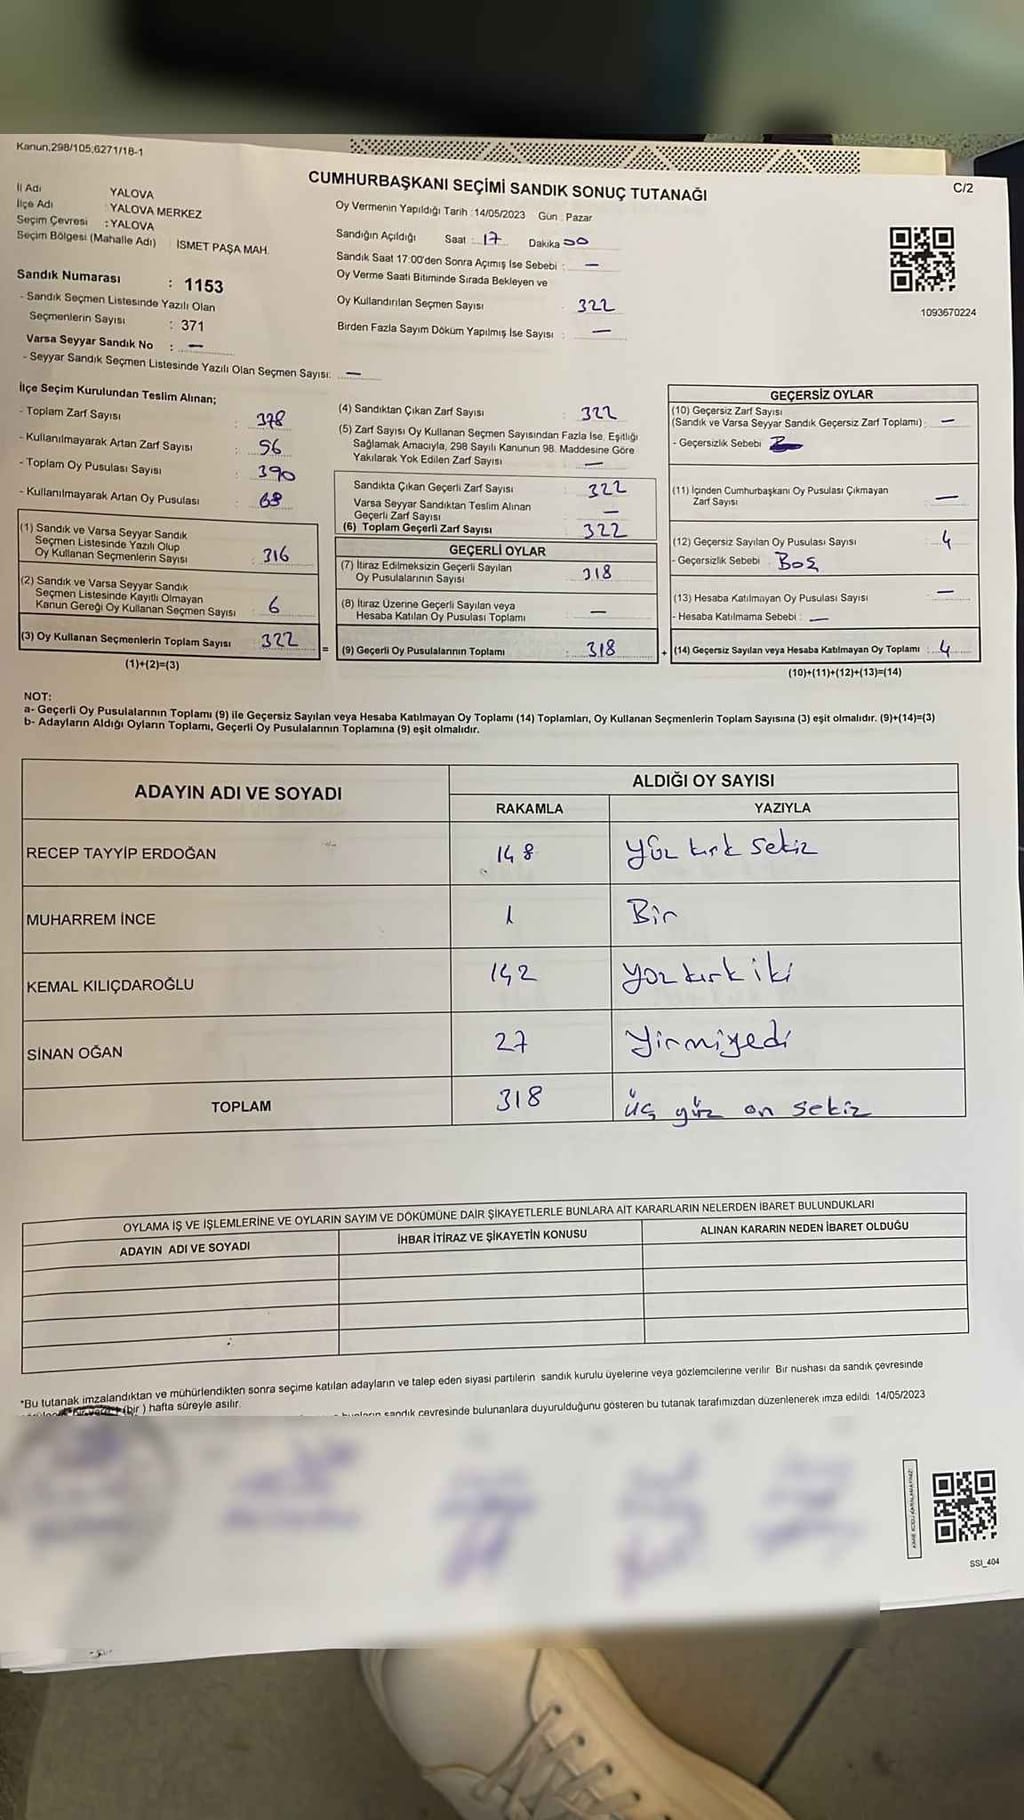 Kanun,298/105,6271/18-1
C/2
CUMHURBAŞKANI SEÇİMİ SANDIK SONUÇ TUTANAĞI
İl Adı YALOVA
İlçe Adı YALOVA MERKEZ
Seçim Çevresi : YALOVA
Seçim Bölgesi (Mahalle Adı) İSMET PAŞA MAH.
Sandık Numarası : 1153
- Sandık Seçmen Listesinde Yazılı Olan
Seçmenlerin Sayısı : 371
Varsa Seyyar Sandık No : —
- Seyyar Sandık Seçmen Listesinde Yazılı Olan Seçmen Sayısı: —
Oy Vermenin Yapıldığı Tarih : 14/05/2023 Gün : Pazar
Sandığın Açıldığı Saat : 17 Dakika 00
Sandık Saat 17:00'den Sonra Açımış İse Sebebi : —
Oy Verme Saati Bitiminde Sırada Bekleyen ve
Oy Kullandırılan Seçmen Sayısı : 322
Birden Fazla Sayım Döküm Yapılmış İse Sayısı : —
1093670224
İlçe Seçim Kurulundan Teslim Alınan;
- Toplam Zarf Sayısı : 378
- Kullanılmayarak Artan Zarf Sayısı : 56
- Toplam Oy Pusulası Sayısı : 390
- Kullanılmayarak Artan Oy Pusulası : 68
(1) Sandık ve Varsa Seyyar Sandık
Seçmen Listesinde Yazılı Olup
Oy Kullanan Seçmenlerin Sayısı : 316
(2) Sandık ve Varsa Seyyar Sandık
Seçmen Listesinde Kayıtlı Olmayan
Kanun Gereği Oy Kullanan Seçmen Sayısı : 6
(3) Oy Kullanan Seçmenlerin Toplam Sayısı : 322
(1)+(2)=(3)
(4) Sandıktan Çıkan Zarf Sayısı : 322
(5) Zarf Sayısı Oy Kullanan Seçmen Sayısından Fazla İse, Eşitliği
Sağlamak Amacıyla, 298 Sayılı Kanunun 98. Maddesine Göre
Yakılarak Yok Edilen Zarf Sayısı : —
Sandıkta Çıkan Geçerli Zarf Sayısı : 322
Varsa Seyyar Sandıktan Teslim Alınan
Geçerli Zarf Sayısı : —
(6) Toplam Geçerli Zarf Sayısı : 322
GEÇERLİ OYLAR
(7) İtiraz Edilmeksizin Geçerli Sayılan
Oy Pusulalarının Sayısı : 318
(8) İtiraz Üzerine Geçerli Sayılan veya
Hesaba Katılan Oy Pusulası Toplamı : —
= (9) Geçerli Oy Pusulalarının Toplamı : 318
GEÇERSİZ OYLAR
(10) Geçersiz Zarf Sayısı
(Sandık ve Varsa Seyyar Sandık Geçersiz Zarf Toplamı) : —
- Geçersizlik Sebebi
(11) İçinden Cumhurbaşkanı Oy Pusulası Çıkmayan
Zarf Sayısı —
(12) Geçersiz Sayılan Oy Pusulası Sayısı 4
- Geçersizlik Sebebi : Boş
(13) Hesaba Katılmayan Oy Pusulası Sayısı —
- Hesaba Katılmama Sebebi : —
+ (14) Geçersiz Sayılan veya Hesaba Katılmayan Oy Toplamı : 4
(10)+(11)+(12)+(13)=(14)
NOT:
a- Geçerli Oy Pusulalarının Toplamı (9) ile Geçersiz Sayılan veya Hesaba Katılmayan Oy Toplamı (14) Toplamları, Oy Kullanan Seçmenlerin Toplam Sayısına (3) eşit olmalıdır. (9)+(14)=(3)
b- Adayların Aldığı Oyların Toplamı, Geçerli Oy Pusulalarının Toplamına (9) eşit olmalıdır.
ADAYIN ADI VE SOYADI ALDIĞI OY SAYISI
RAKAMLA YAZIYLA
RECEP TAYYİP ERDOĞAN 148 Yüz kırk sekiz
MUHARREM İNCE 1 Bir
KEMAL KILIÇDAROĞLU 142 Yüz kırk iki
SİNAN OĞAN 27 Yirmiyedi
TOPLAM 318 üç yüz on sekiz
OYLAMA İŞ VE İŞLEMLERİNE VE OYLARIN SAYIM VE DÖKÜMÜNE DAİR ŞİKAYETLERLE BUNLARA AİT KARARLARIN NELERDEN İBARET BULUNDUKLARI
ADAYIN ADI VE SOYADI İHBAR İTİRAZ VE ŞİKAYETİN KONUSU ALINAN KARARIN NEDEN İBARET OLDUĞU
*Bu tutanak imzalandıktan ve mühürlendikten sonra seçime katılan adayların ve talep eden siyasi partilerin sandık kurulu üyelerine veya gözlemcilerine verilir. Bir nushası da sandık çevresinde
(bir ) hafta süreyle asılır.
sandık çevresinde bulunanlara duyurulduğunu gösteren bu tutanak tarafımızdan düzenlenerek imza edildi. 14/05/2023
SSI_404